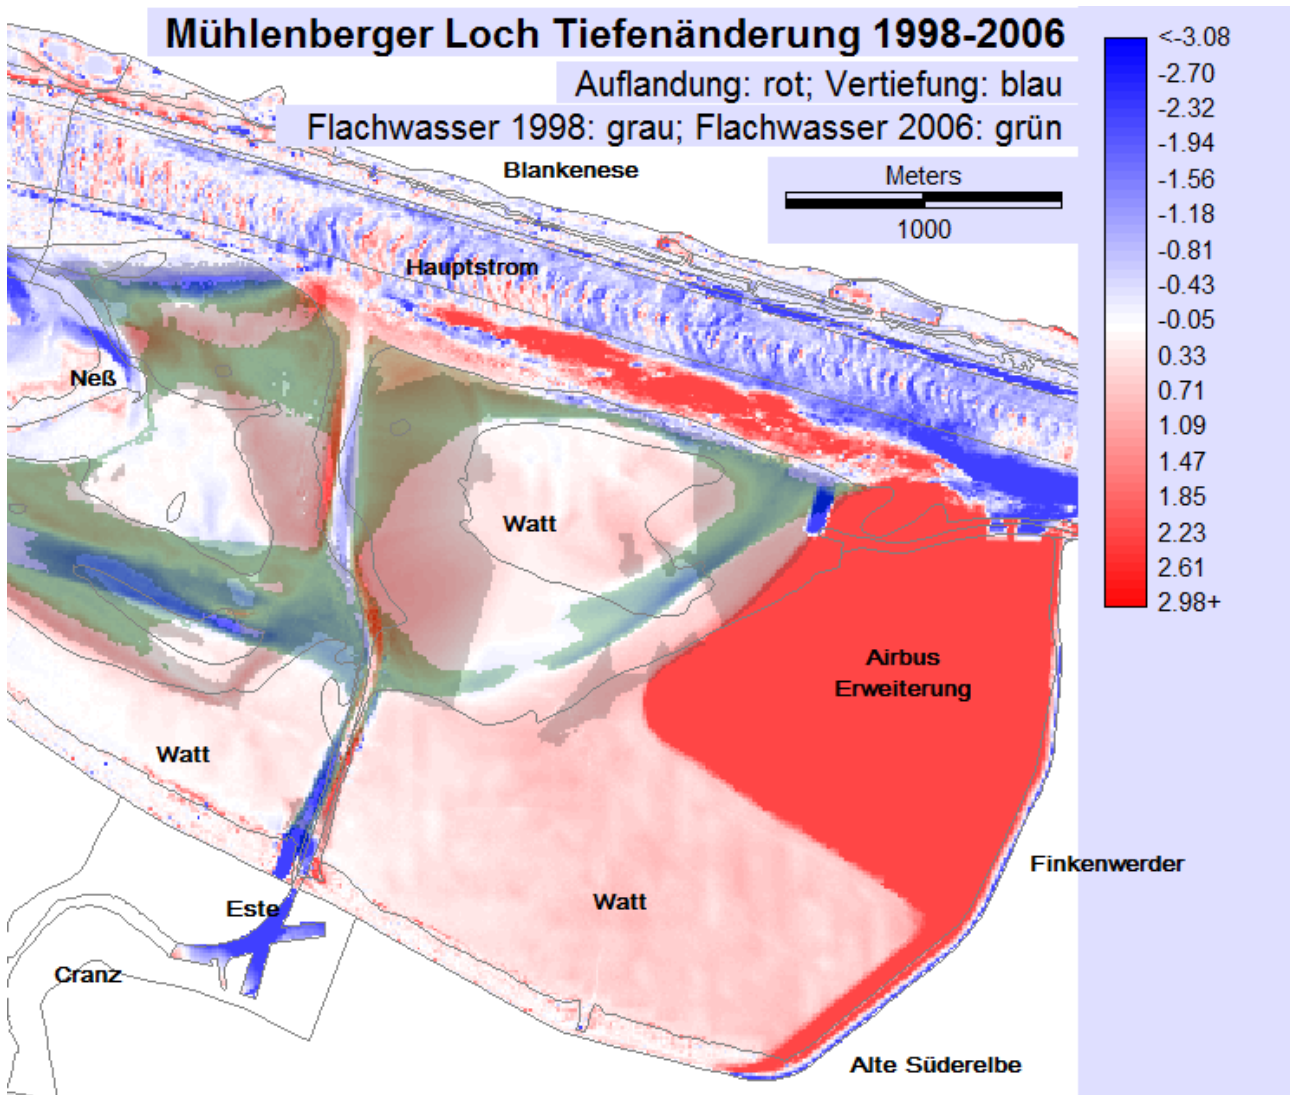 Mühlenberger Loch Tiefenänderung 1998-2006
Auflandung: rot; Vertiefung: blau
Flachwasser 1998: grau; Flachwasser 2006: grün
Blankenese
Meters
1000
Hauptstrom
Neß
Watt
Airbus
Erweiterung
Watt
Finkenwerder
Watt
Este
Cranz
Alte Süderelbe
<-3.08
-2.70
-2.32
-1.94
-1.56
-1.18
-0.81
-0.43
-0.05
0.33
0.71
1.09
1.47
1.85
2.23
2.61
2.98+